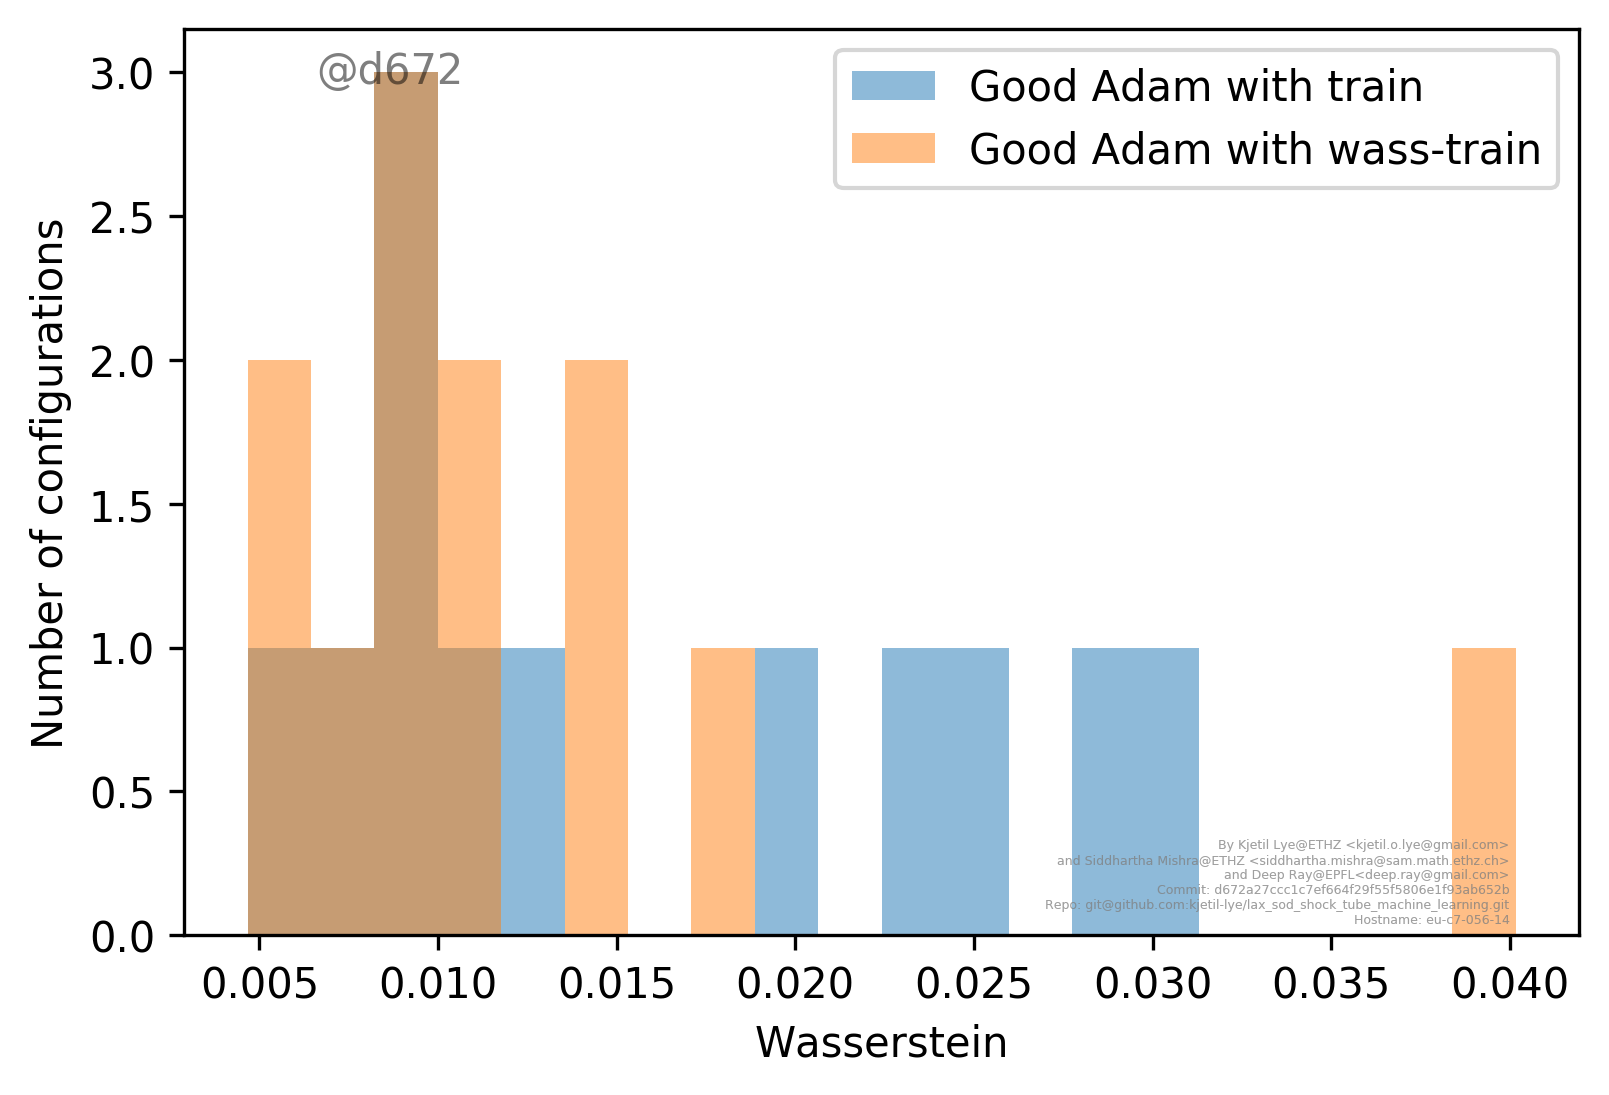 @d672
Good Adam with train
Good Adam with wass-train
3.0
2.5
2.0
1.5
1.0
0.5
0.0
Number of configurations
By Kjetil Lye@ETHZ <kjetil.o.lye@gmail.com>
and Siddhartha Mishra@ETHZ <siddhartha.mishra@sam.math.ethz.ch>
and Deep Ray@EPFL<deep.ray@gmail.com>
Commit: d672a27ccc1c7ef664f29f55f5806e1f93ab652b
Repo: git@github.com:kjetil-lye/lax_sod_shock_tube_machine_learning.git
Hostname: eu-c7-056-14
0.005 0.010 0.015 0.020 0.025 0.030 0.035 0.040
Wasserstein